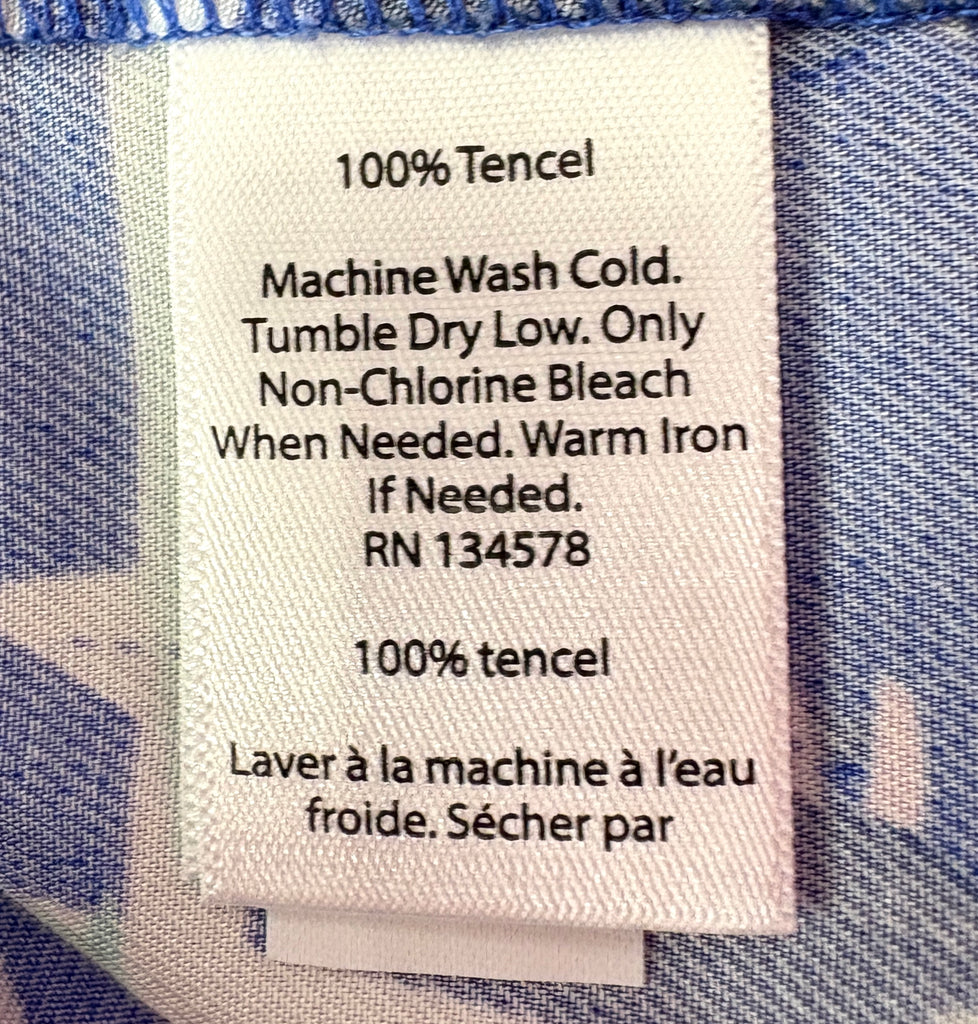 100% Tencel
Machine Wash Cold.
Tumble Dry Low. Only
Non-Chlorine Bleach
When Needed. Warm Iron
If Needed.
RN 134578
100% tencel
Laver à la machine à l'eau
froide. Sécher par